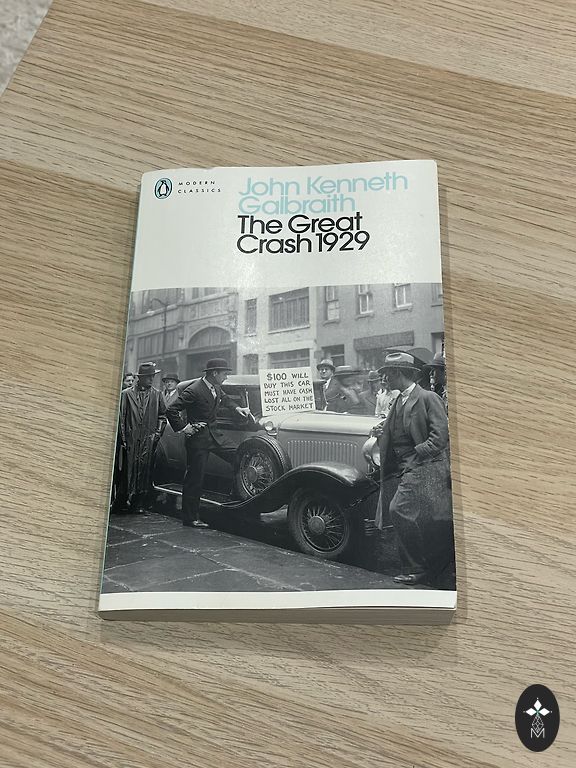 MODERN
CLASSICS
John Kenneth
Galbraith
The Great
Crash 1929
$100 WILL
BUY THIS CAR
MUST HAVE CASH
LOST ALL ON THE
STOCK MARKET
M